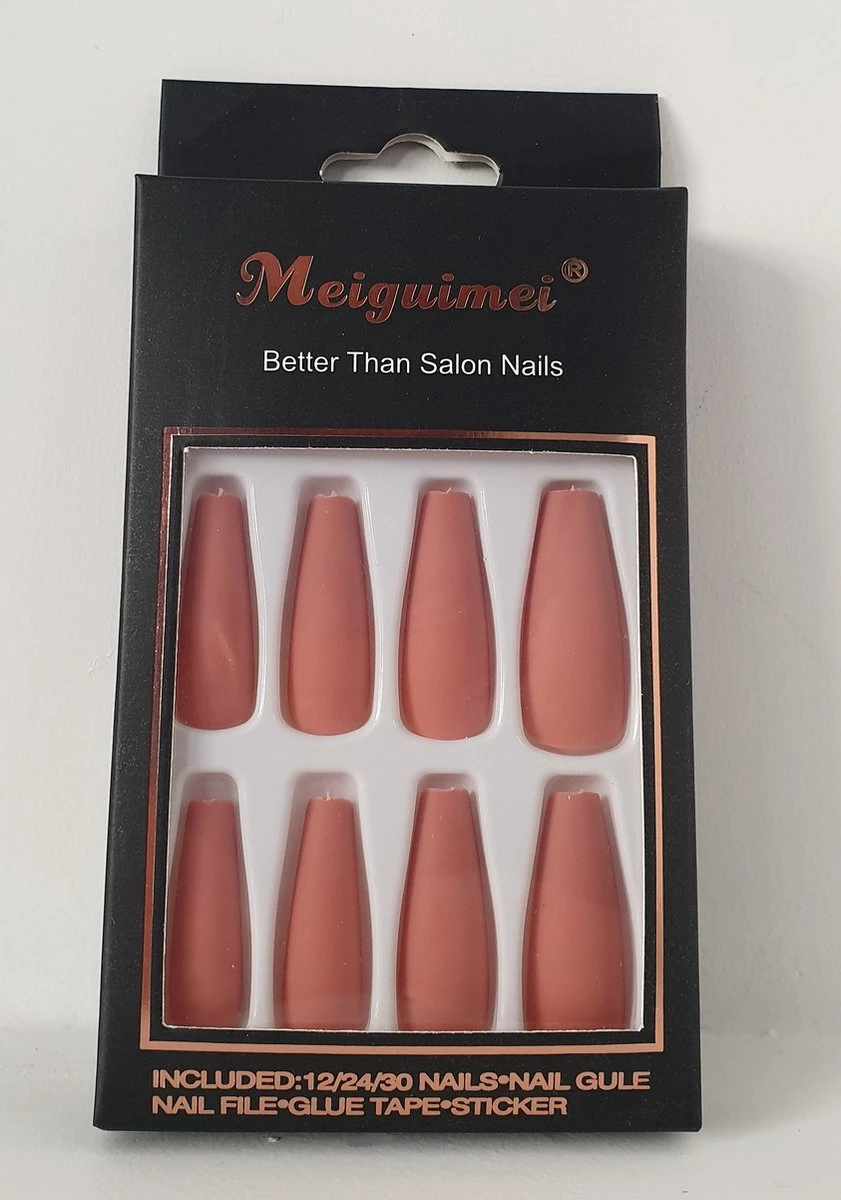 Meiguimei®
Better Than Salon Nails
INCLUDED:12/24/30 NAILS•NAIL GULE
NAIL FILE•GLUE TAPE•STICKER